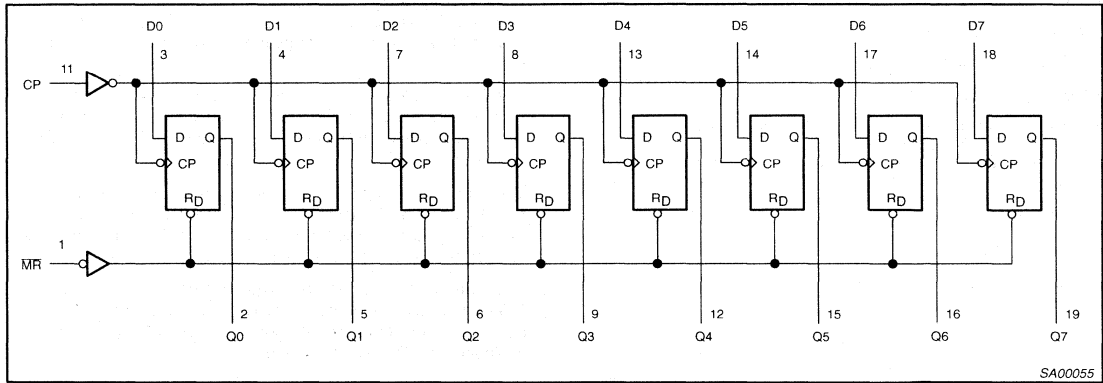 D0 D1 D2 D3 D4 D5 D6 D7
3 4 7 8 13 14 17 18
CP 11
D Q D Q D Q D Q D Q D Q D Q D Q
CP CP CP CP CP CP CP CP
RD RD RD RD RD RD RD RD
MR 1
2 5 6 9 12 15 16 19
Q0 Q1 Q2 Q3 Q4 Q5 Q6 Q7
SA00055